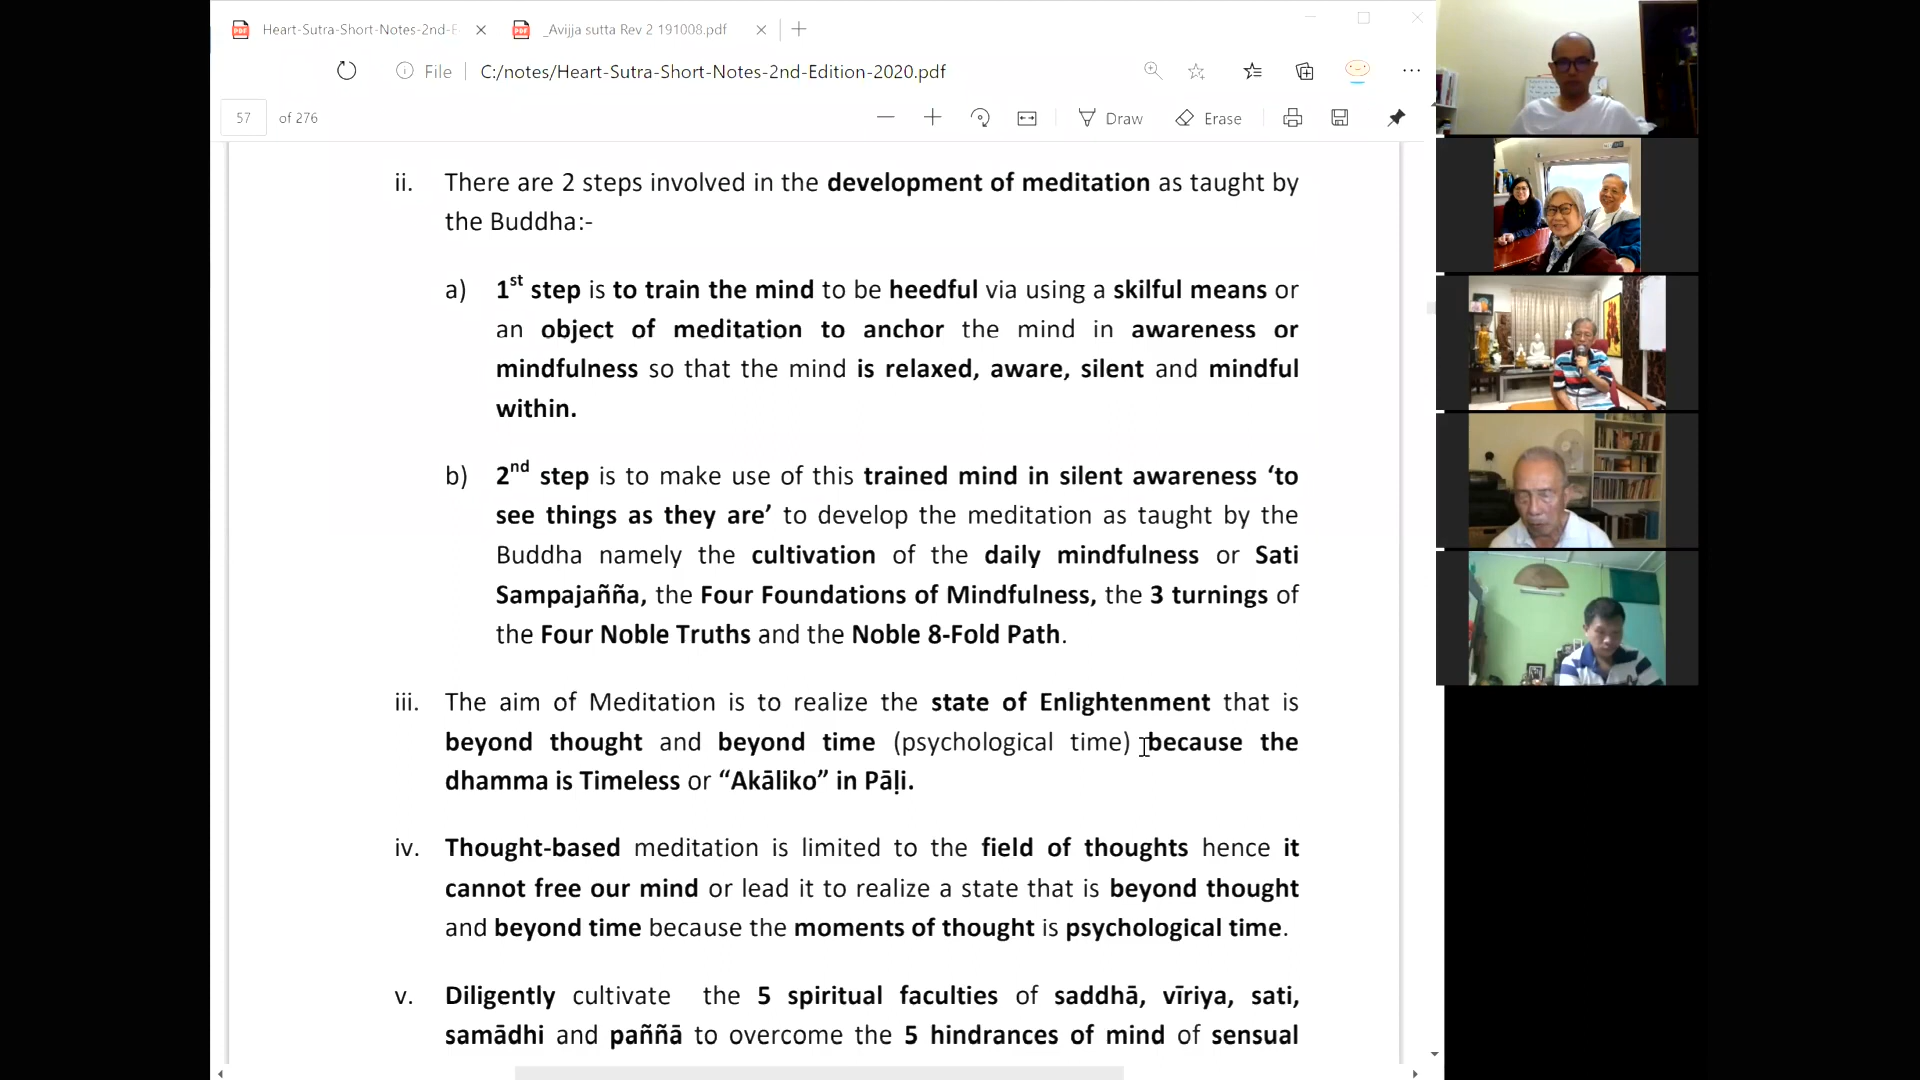 Heart-Sutra-Short-Notes-2nd-E
_Avijja sutta Rev 2 191008.pdf
File
C:/notes/Heart-Sutra-Short-Notes-2nd-Edition-2020.pdf
57 of 276
Draw
Erase
ii. There are 2 steps involved in the development of meditation as taught by
the Buddha:-
a) 1st step is to train the mind to be heedful via using a skilful means or
an object of meditation to anchor the mind in awareness or
mindfulness so that the mind is relaxed, aware, silent and mindful
within.
b) 2nd step is to make use of this trained mind in silent awareness ‘to
see things as they are’ to develop the meditation as taught by the
Buddha namely the cultivation of the daily mindfulness or Sati
Sampajañña, the Four Foundations of Mindfulness, the 3 turnings of
the Four Noble Truths and the Noble 8-Fold Path.
iii. The aim of Meditation is to realize the state of Enlightenment that is
beyond thought and beyond time (psychological time) because the
dhamma is Timeless or “Akāliko” in Pāḷi.
iv. Thought-based meditation is limited to the field of thoughts hence it
cannot free our mind or lead it to realize a state that is beyond thought
and beyond time because the moments of thought is psychological time.
v. Diligently cultivate the 5 spiritual faculties of saddhā, vīriya, sati,
samādhi and paññā to overcome the 5 hindrances of mind of sensual